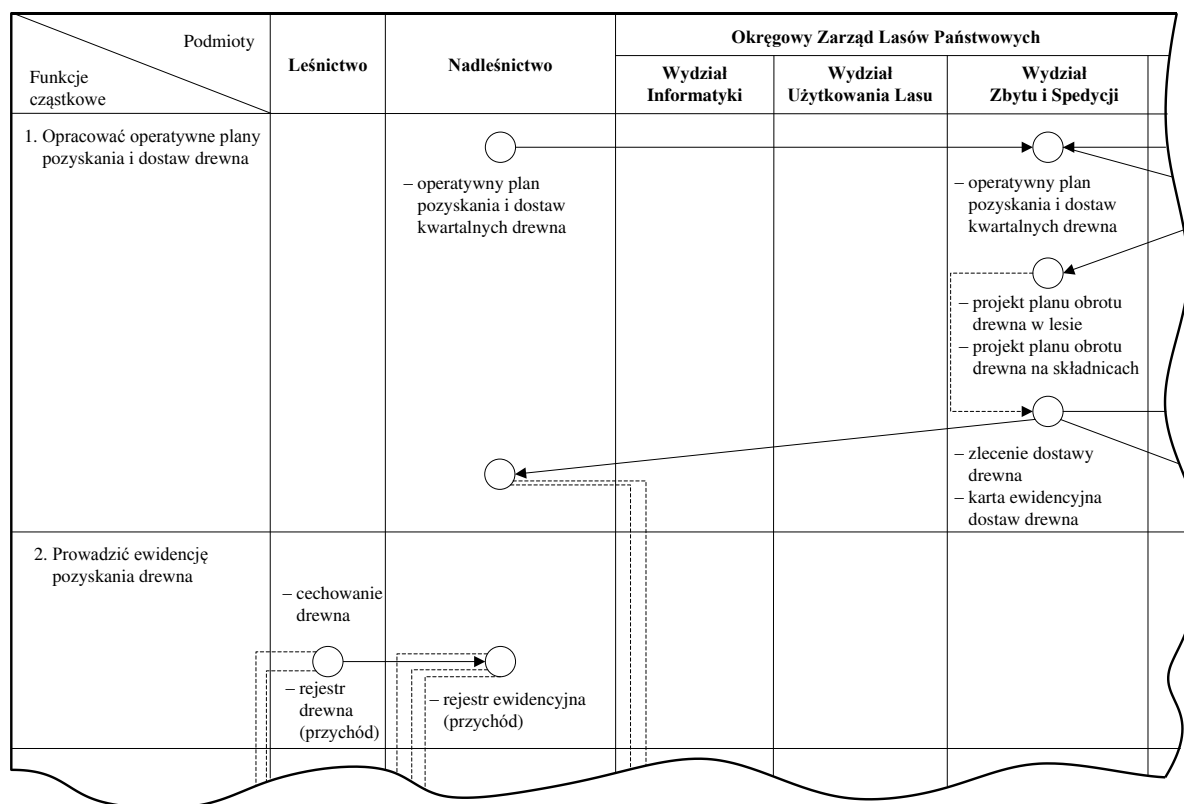 Podmioty
Funkcje
cząstkowe
Leśnictwo
Nadleśnictwo
Okręgowy Zarząd Lasów Państwowych
Wydział
Informatyki
Wydział
Użytkowania Lasu
Wydział
Zbytu i Spedycji
1. Opracować operatywne plany
pozyskania i dostaw drewna
– operatywny plan
pozyskania i dostaw
kwartalnych drewna
– operatywny plan
pozyskania i dostaw
kwartalnych drewna
– projekt planu obrotu
drewna w lesie
– projekt planu obrotu
drewna na składnicach
– zlecenie dostawy
drewna
– karta ewidencyjna
dostaw drewna
2. Prowadzić ewidencję
pozyskania drewna
– cechowanie
drewna
– rejestr
drewna
(przychód)
– rejestr ewidencyjna
(przychód)